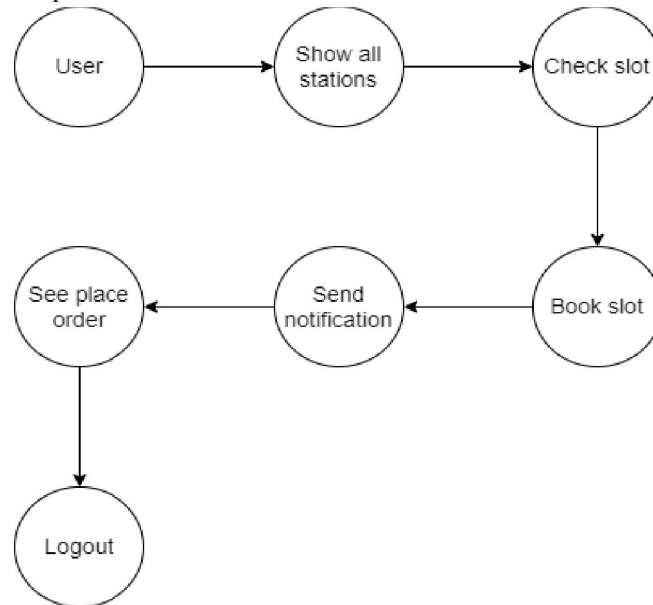 User
Show all
stations
Check slot
Book slot
Send
notification
See place
order
Logout